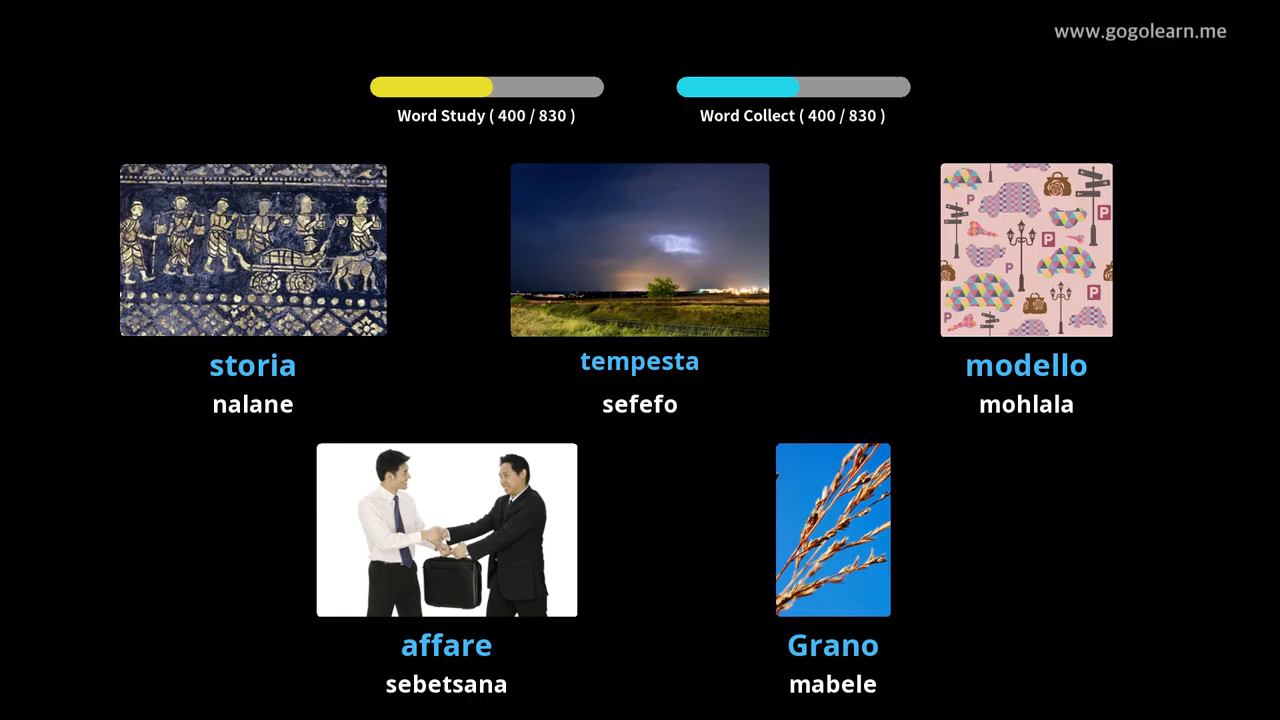 www.gogolearn.me
Word Study ( 400 / 830 )
Word Collect ( 400 / 830 )
P
P
P
P
P
P
storia
nalane
tempesta
sefefo
modello
mohlala
affare
sebetsana
Grano
mabele